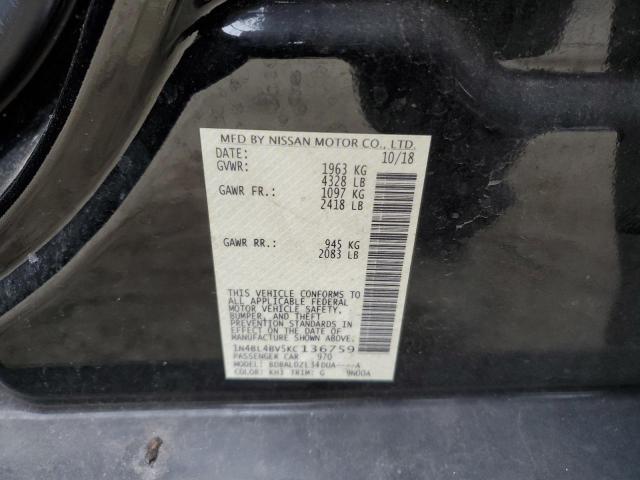 MFD BY NISSAN MOTOR CO., LTD.
DATE: 10/18
GVWR: 1963 KG
4328 LB
GAWR FR.: 1097 KG
2418 LB
GAWR RR.: 945 KG
2083 LB
THIS VEHICLE CONFORMS TO
ALL APPLICABLE FEDERAL
MOTOR VEHICLE SAFETY,
BUMPER, AND THEFT
PREVENTION STANDARDS IN
EFFECT ON THE DATE OF
MANUFACTURE SHOWN ABOVE.
1N4BL4BV5KC136759
PASSENGER CAR 970
MODEL: BDBALDZL34DUA----A
COLOR: KH3 TRIM: G 9N00A